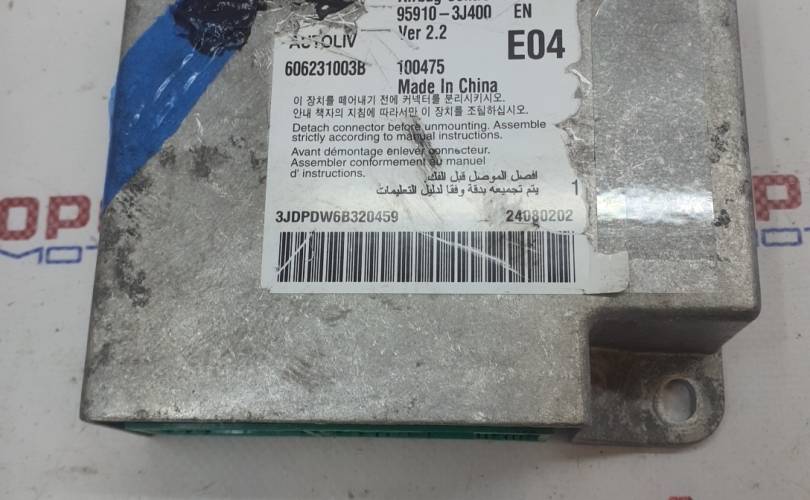 95910-3J400 EN
AUTOLIV
Ver 2.2
E04
606231003B 100475
Made In China
이 장치를 떼어내기 전에 커넥터를 분리시키시오.
안내 책자의 지침에 따라서만 이 장치를 조립하십시오.
Detach connector before unmounting. Assemble
strictly according to manual instructions.
Avant démontage enlever connecteur.
Assembler conformement au manuel
d' instructions.
افصل الموصل قبل الفك.
يتم تجميعه بدقة وفقا لدليل التعليمات
1
3JDPDW6B320459 24080202